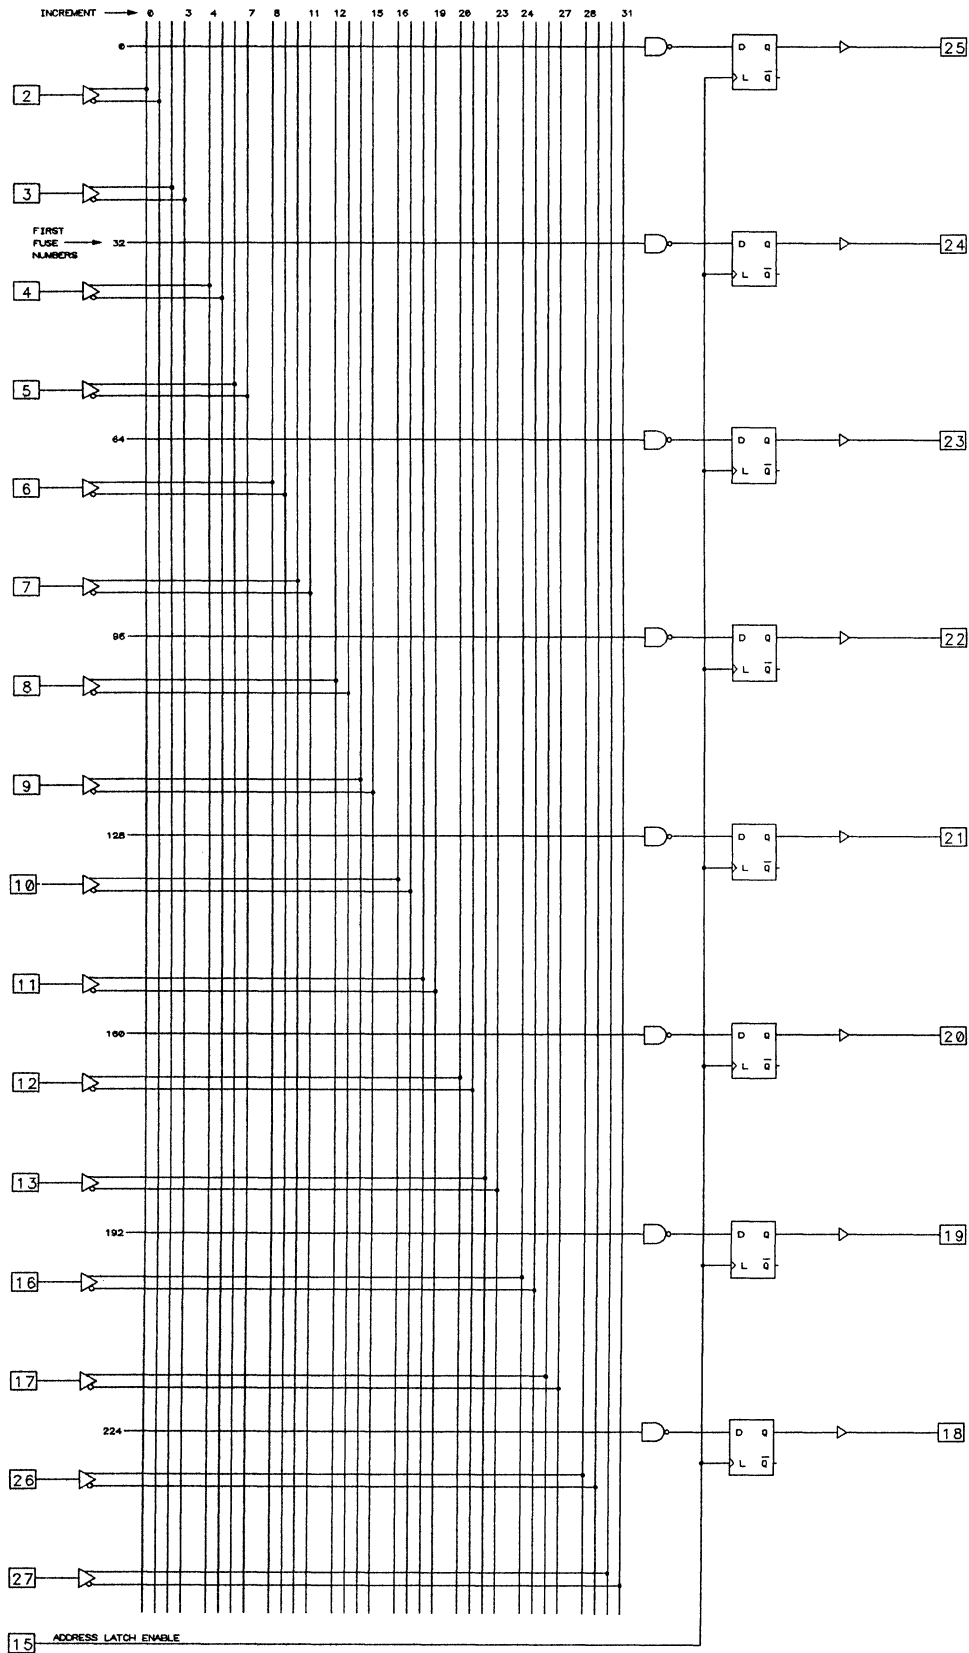 INCREMENT 0 3 4 7 8 11 12 15 16 19 20 23 24 27 28 31
0 D Q 25
L Q̅
2
3
FIRST
FUSE 32 D Q 24
NUMBERS
L Q̅
4
5
64 D Q 23
L Q̅
6
7
96 D Q 22
L Q̅
8
9
128 D Q 21
L Q̅
10
11
160 D Q 20
L Q̅
12
13
192 D Q 19
L Q̅
16
17
224 D Q 18
L Q̅
26
27
15 ADDRESS LATCH ENABLE